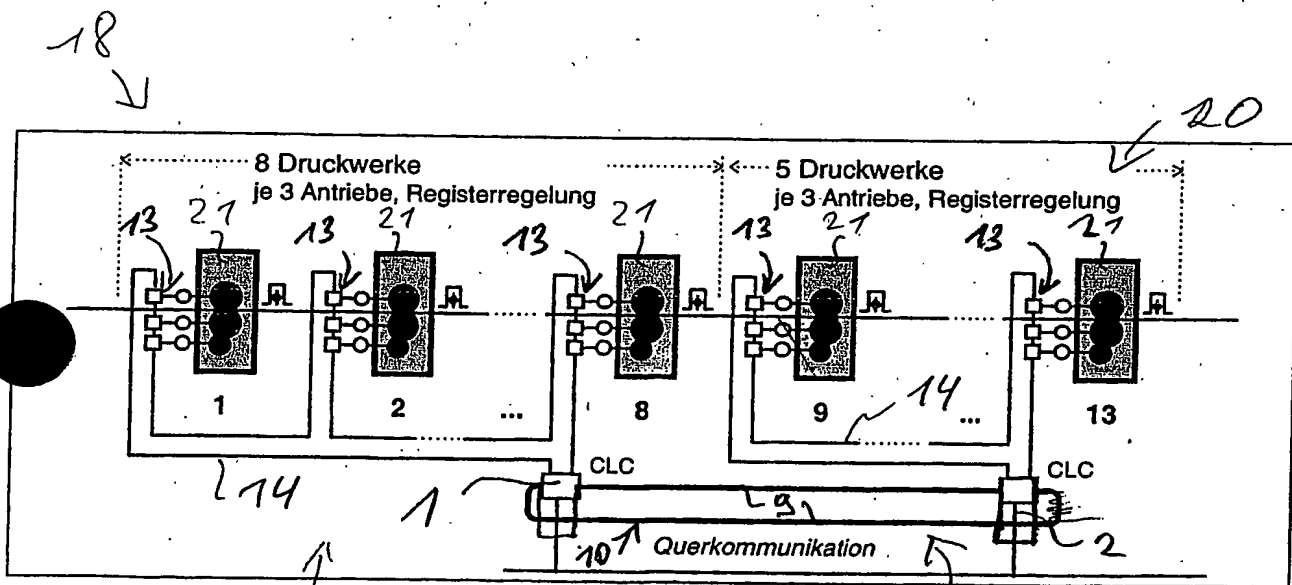 18
20
8 Druckwerke
je 3 Antriebe, Registerregelung
5 Druckwerke
je 3 Antriebe, Registerregelung
13 21 13 21 13 21 13 21 13 21
1 2 ... 8 9 14 ... 13
14 1 CLC 9 CLC 2
10 Querkommunikation